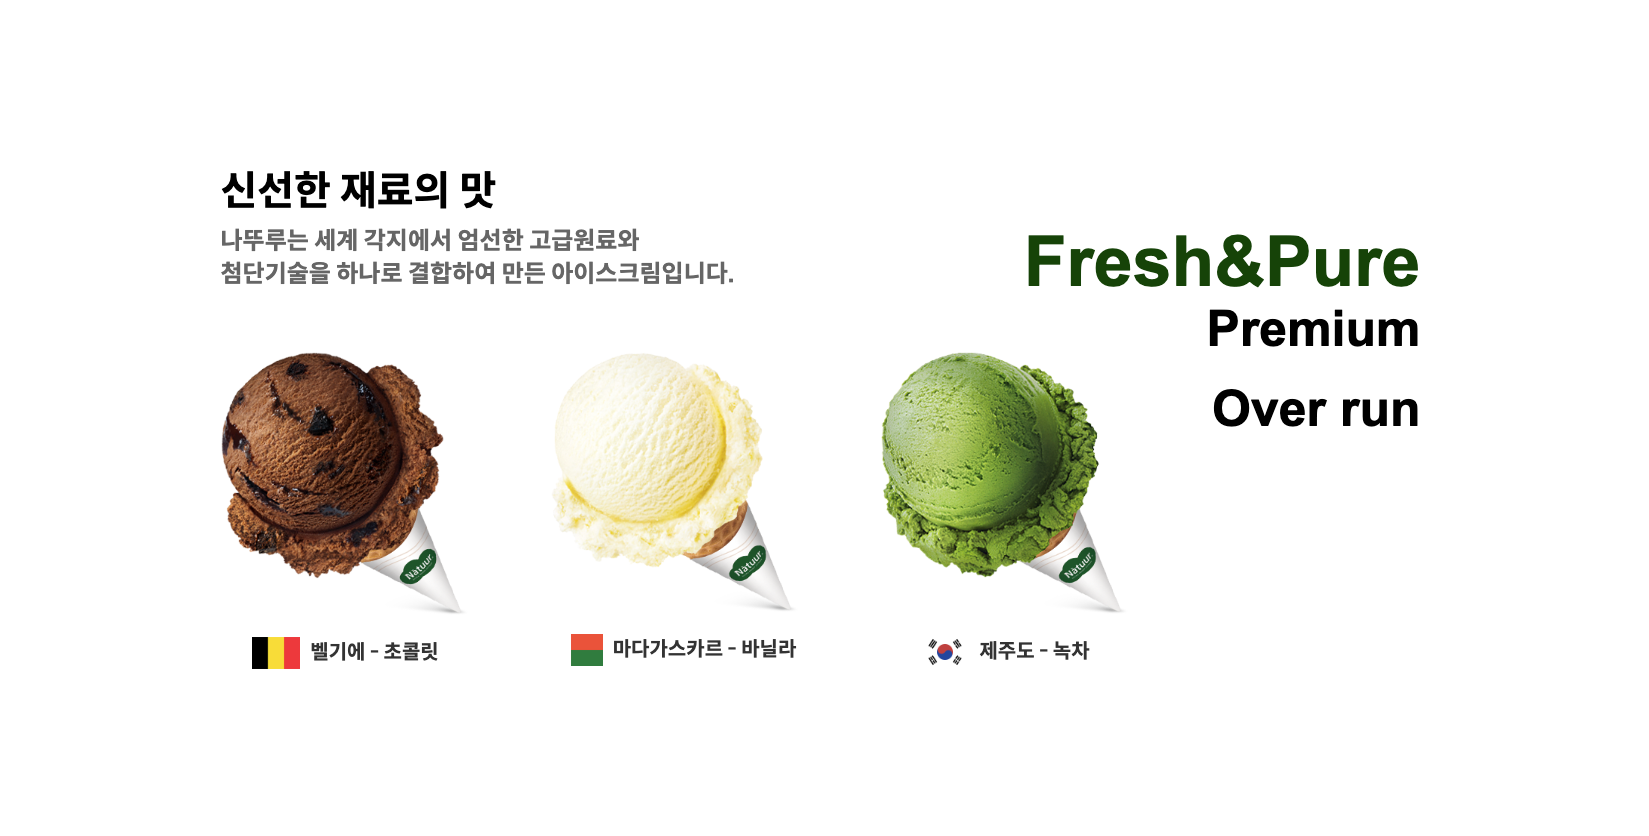 신선한 재료의 맛
나뚜루는 세계 각지에서 엄선한 고급원료와
첨단기술을 하나로 결합하여 만든 아이스크림입니다.
Fresh&Pure
Premium
Over run
Natuur
Natuur
Natuur
벨기에 - 초콜릿
마다가스카르 - 바닐라
제주도 - 녹차